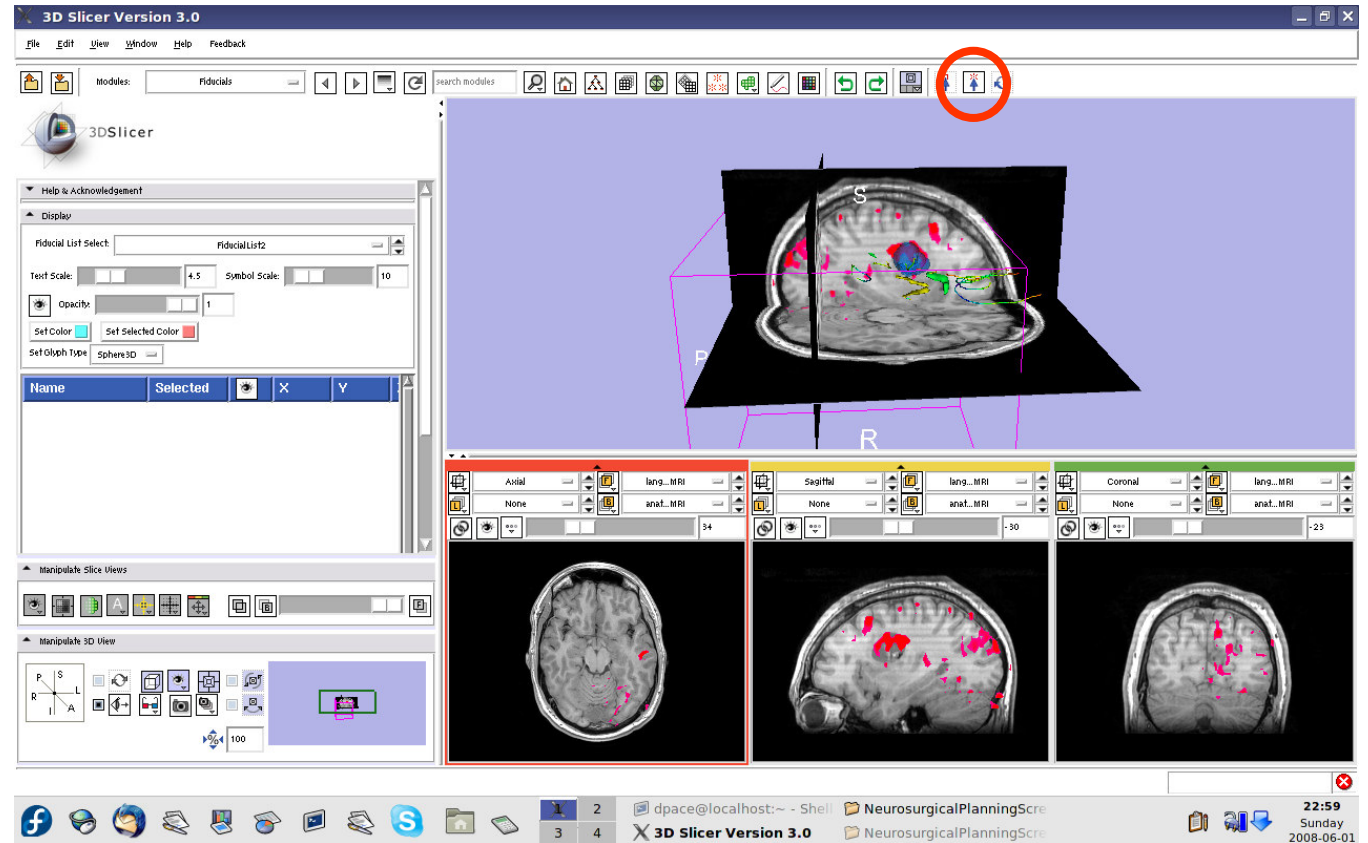 3D Slicer Version 3.0
File Edit View Window Help Feedback
Modules: Fiducials search modules
3DSlicer
Help & Acknowledgement
Display
Fiducial List Select: FiducialList2
Text Scale: 4.5 Symbol Scale: 10
Opacity: 1
Set Color Set Selected Color
Set Glyph Type Sphere3D
Name Selected X Y
Manipulate Slice Views
A B F
Manipulate 3D View
P S
R L
I A
% 100
S
P
R
Axial F lang...MRI Sagittal F lang...MRI Coronal F lang...MRI
L None B anat...MRI L None B anat...MRI L None B anat...MRI
34 -30 -23
1 2 dpace@localhost:~ - Shell NeurosurgicalPlanningScre
3 4 3D Slicer Version 3.0 NeurosurgicalPlanningScre
22:59
Sunday
2008-06-01